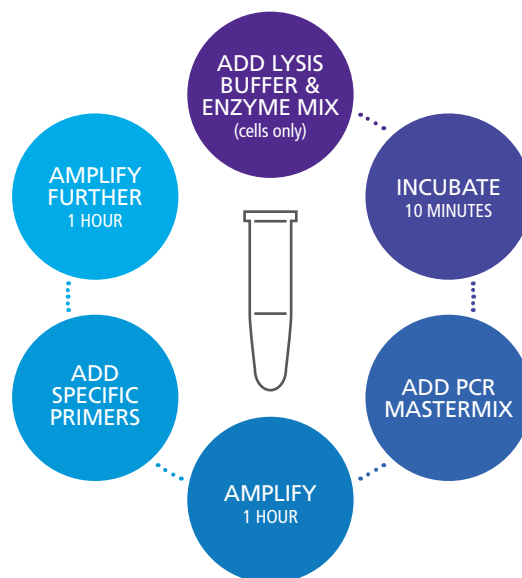 ADD LYSIS
BUFFER &
ENZYME MIX
(cells only)
INCUBATE
10 MINUTES
ADD PCR
MASTERMIX
AMPLIFY
1 HOUR
ADD
SPECIFIC
PRIMERS
AMPLIFY
FURTHER
1 HOUR